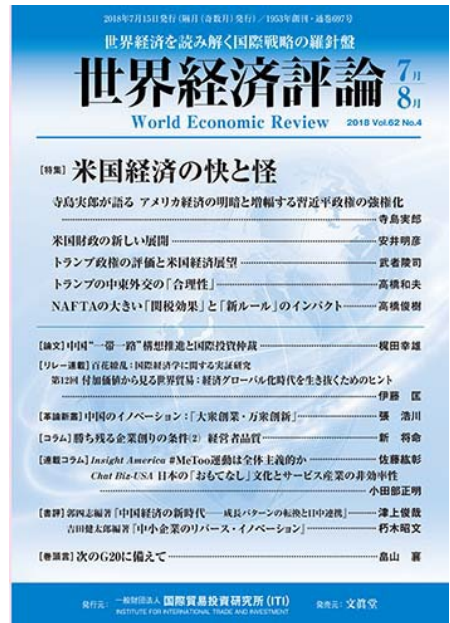 2018年7月15日発行(隔月(奇数月)発行)／1953年創刊・通巻697号
世界経済を読み解く国際戦略の羅針盤
世界経済評論 7月 8月
World Economic Review 2018 Vol.62 No.4
[特集] 米国経済の快と怪
寺島実郎が語る アメリカ経済の明暗と増幅する習近平政権の強権化
寺島実郎
米国財政の新しい展開 安井明彦
トランプ政権の評価と米国経済展望 武者陵司
トランプの中東外交の「合理性」 高橋和夫
NAFTAの大きい「関税効果」と「新ルール」のインパクト 高橋俊樹
[論文] 中国“一帯一路”構想推進と国際投資仲裁 梶田幸雄
[リレー連載] 百花繚乱：国際経済学に関する実証研究
第12回 付加価値から見る世界貿易：経済グローバル化時代を生き抜くためのヒント
伊藤 匡
[革論新叢] 中国のイノベーション：「大衆創業・万衆創新」 張 浩川
[コラム] 勝ち残る企業創りの条件(2) 経営者品質 新 将命
[連載コラム] Insight America #MeToo運動は全体主義的か 佐藤紘彰
Chat Biz-USA 日本の「おもてなし」文化とサービス産業の非効率性
小田部正明
[書評] 郭四志編著『中国経済の新時代――成長パターンの転換と日中連携』 津上俊哉
吉田健太郎編著『中小企業のリバース・イノベーション』 朽木昭文
[巻頭言] 次のG20に備えて 畠山 襄
発行元：一般財団法人 国際貿易投資研究所(ITI) 発売元：文眞堂
INSTITUTE FOR INTERNATIONAL TRADE AND INVESTMENT